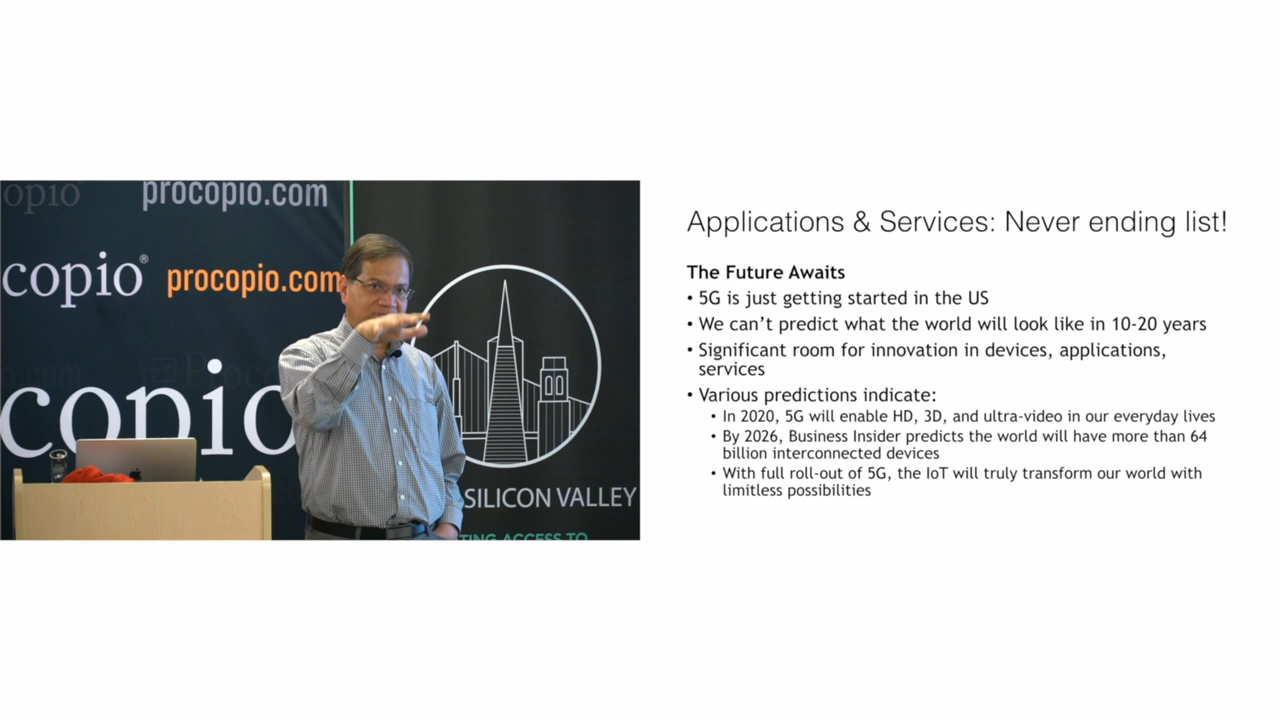 opio
procopio.com
copio®
procopio.com
copio
SILICON VALLEY
TING ACCESS TO
Applications & Services: Never ending list!
The Future Awaits
• 5G is just getting started in the US
• We can't predict what the world will look like in 10-20 years
• Significant room for innovation in devices, applications,
services
• Various predictions indicate:
• In 2020, 5G will enable HD, 3D, and ultra-video in our everyday lives
• By 2026, Business Insider predicts the world will have more than 64
billion interconnected devices
• With full roll-out of 5G, the IoT will truly transform our world with
limitless possibilities